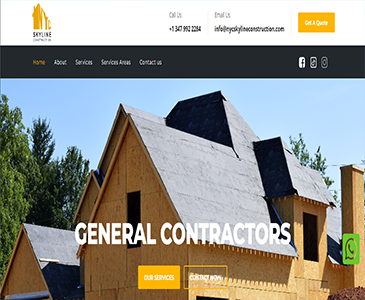 SKYLINE
CONSTRUCTION
Call Us
+1 347 992 2284
Email Us
info@nycskylineconstruction.com
Get A Quote
Home About Services Services Areas Contact us
GENERAL CONTRACTORS
OUR SERVICES
CONTACT NOW